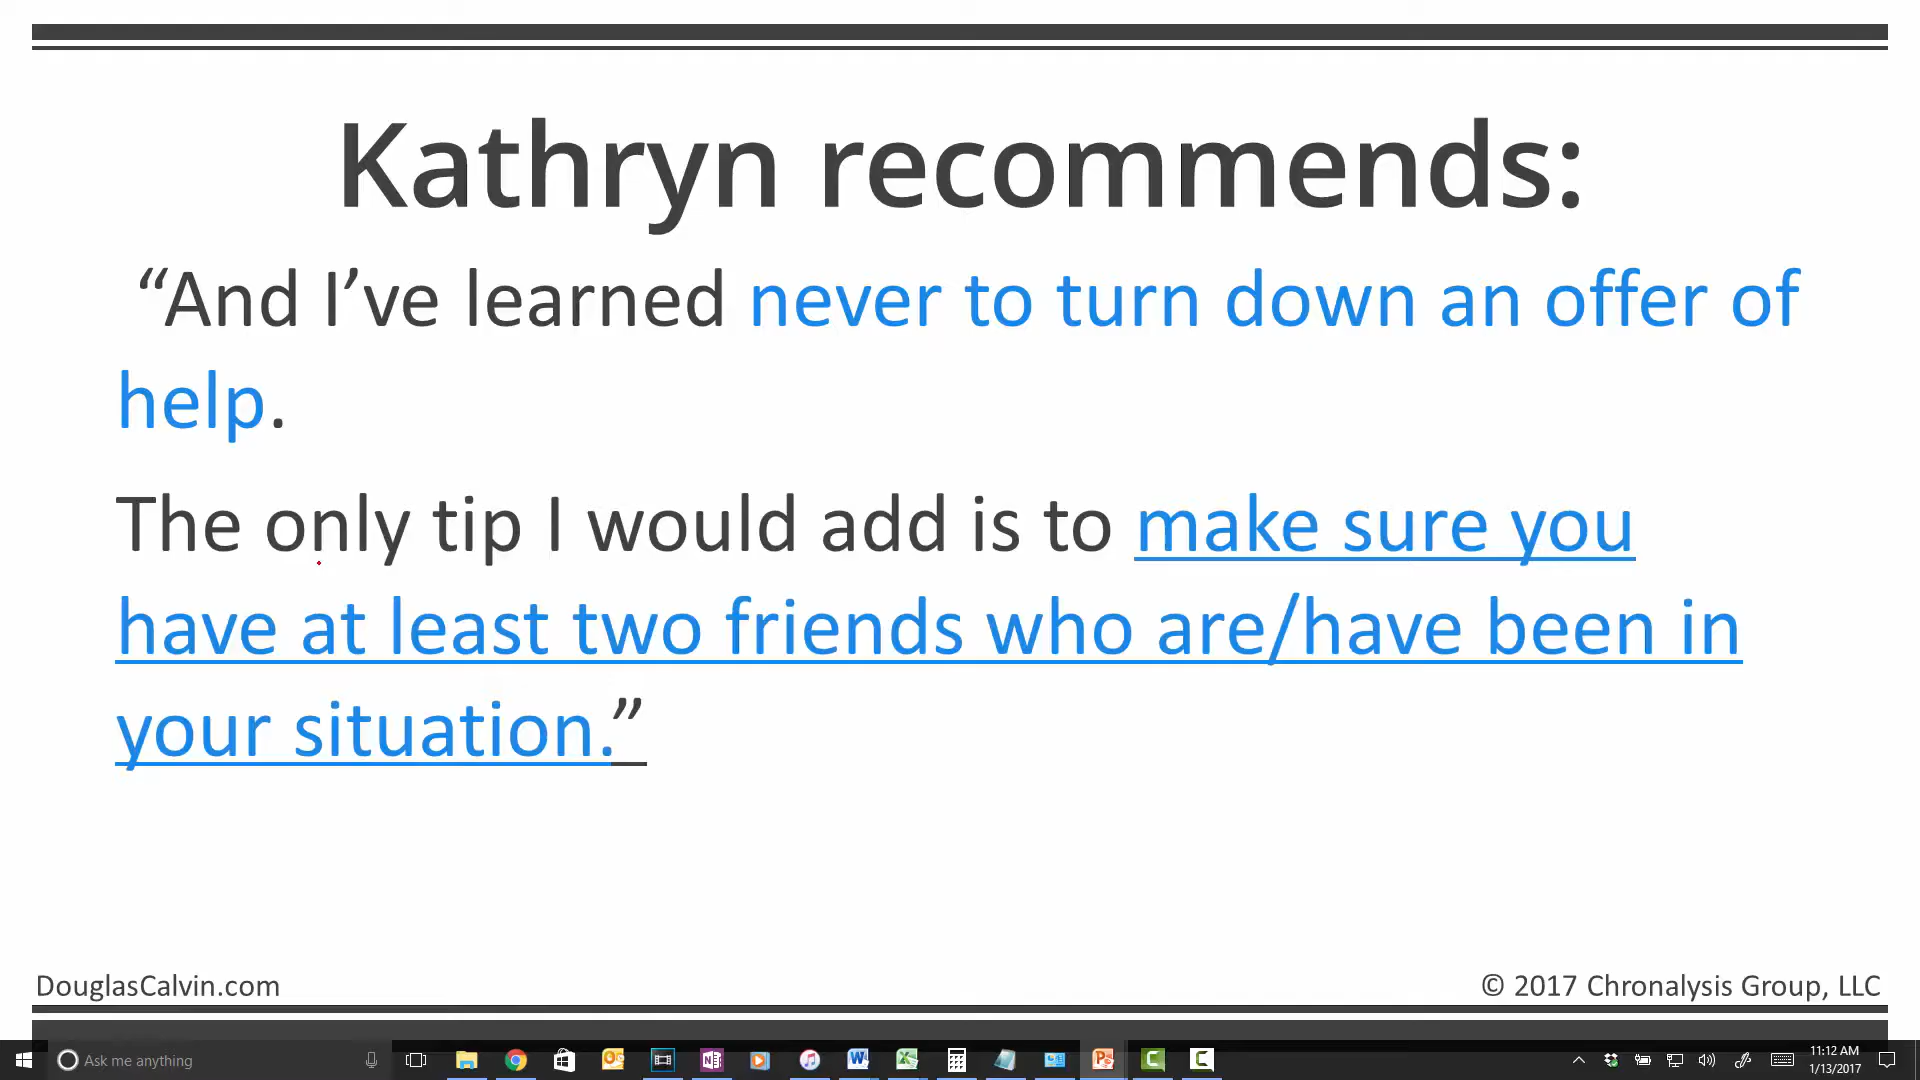 Kathryn recommends:
“And I’ve learned never to turn down an offer of
help.
The only tip I would add is to make sure you
have at least two friends who are/have been in
your situation.”
DouglasCalvin.com
© 2017 Chronalysis Group, LLC
Ask me anything
11:12 AM
1/13/2017